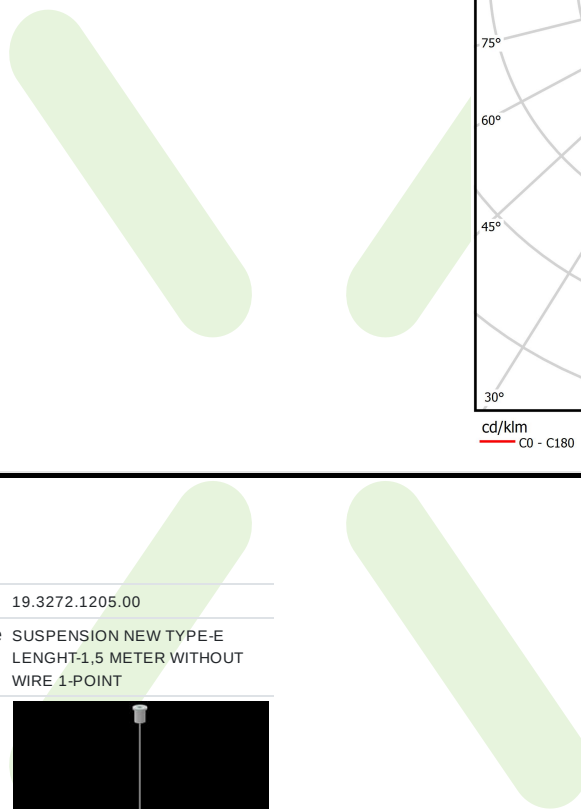 75°
60°
45°
30°
cd/klm
C0 - C180
19.3272.1205.00
e SUSPENSION NEW TYPE-E
LENGHT-1,5 METER WITHOUT
WIRE 1-POINT